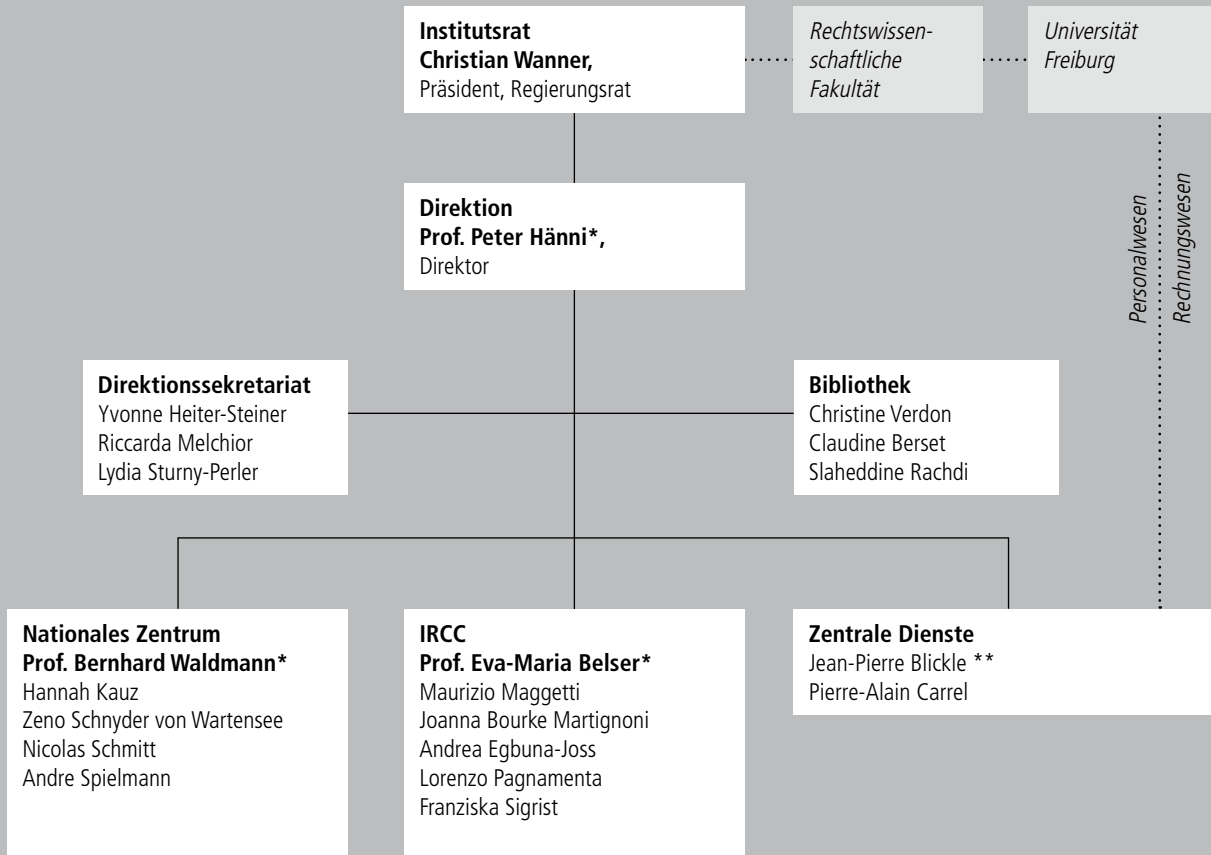 Institutsrat
Christian Wanner,
Präsident, Regierungsrat
Rechtswissen-
schaftliche
Fakultät
Universität
Freiburg
Direktion
Prof. Peter Hänni*,
Direktor
Personalwesen
Rechnungswesen
Direktionssekretariat
Yvonne Heiter-Steiner
Riccarda Melchior
Lydia Sturny-Perler
Bibliothek
Christine Verdon
Claudine Berset
Slaheddine Rachdi
Nationales Zentrum
Prof. Bernhard Waldmann*
Hannah Kauz
Zeno Schnyder von Wartensee
Nicolas Schmitt
Andre Spielmann
IRCC
Prof. Eva-Maria Belser*
Maurizio Maggetti
Joanna Bourke Martignoni
Andrea Egbuna-Joss
Lorenzo Pagnamenta
Franziska Sigrist
Zentrale Dienste
Jean-Pierre Blickle **
Pierre-Alain Carrel